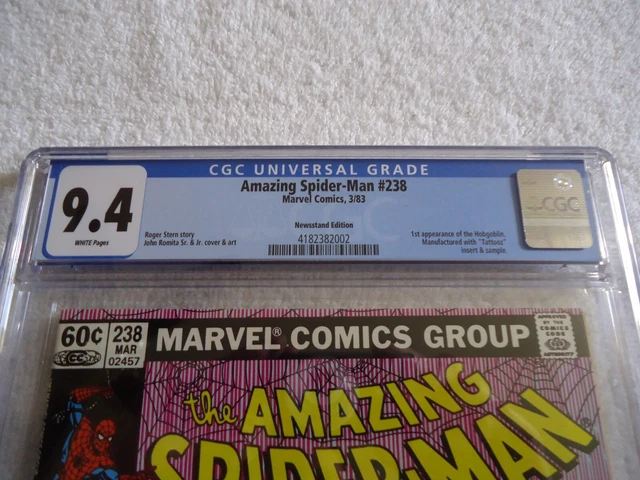 CGC UNIVERSAL GRADE
9.4
WHITE Pages
Amazing Spider-Man #238
Marvel Comics, 3/83
Newsstand Edition
Roger Stern story
John Romita Sr. & Jr. cover & art
4182382002
1st appearance of the Hobgoblin.
Manufactured with "Tattooz"
insert & sample.
CGC
60¢
238
MAR
02457
MARVEL® COMICS GROUP
APPROVED
BY THE
COMICS
CODE
AUTHORITY
the AMAZING
SPIDER-MAN